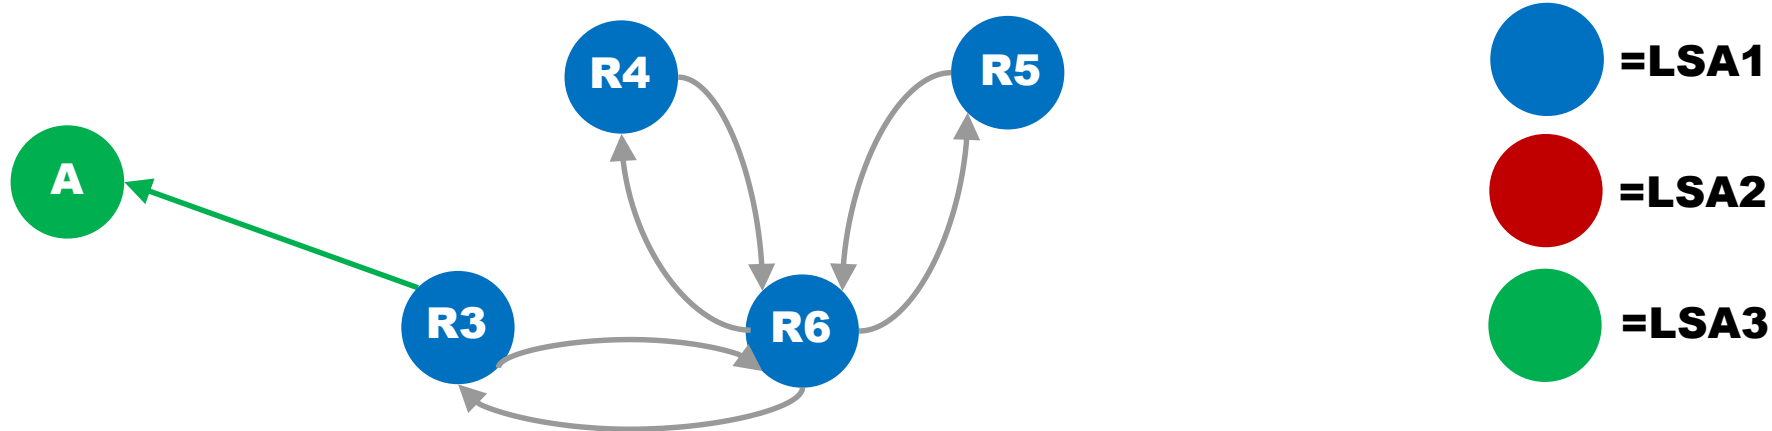 R4
R5
=LSA1
A
=LSA2
R3
R6
=LSA3